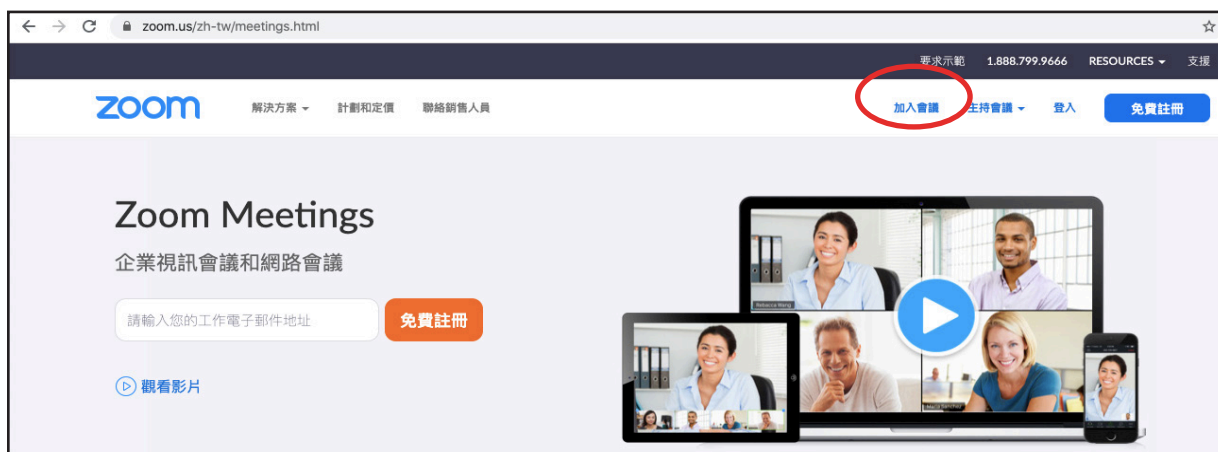 zoom.us/zh-tw/meetings.html
要求示範 1.888.799.9666 RESOURCES 支援
zoom 解決方案 計劃和定價 聯絡銷售人員 加入會議 主持會議 登入 免費註冊
Zoom Meetings
企業視訊會議和網路會議
請輸入您的工作電子郵件地址 免費註冊
觀看影片
Rebecca Wang
Maria Sanchez